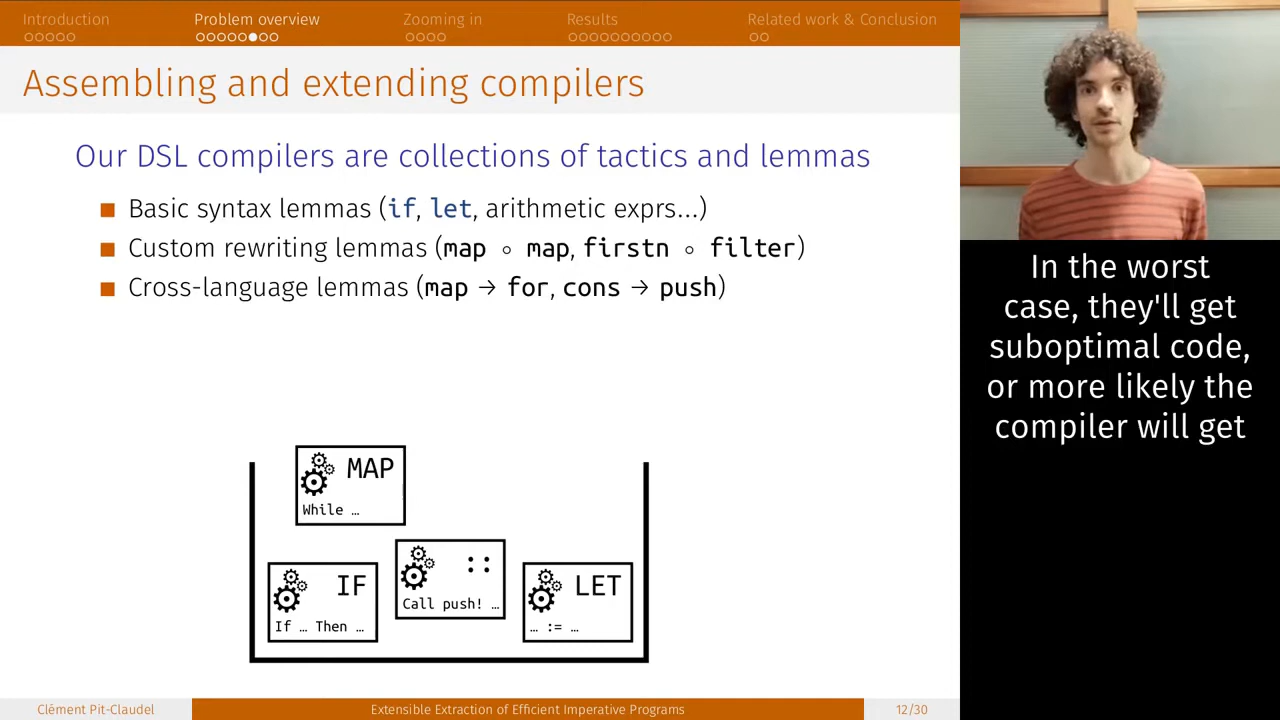 Introduction Problem overview Zooming in Results Related work & Conclusion
Assembling and extending compilers
Our DSL compilers are collections of tactics and lemmas
Basic syntax lemmas (if, let, arithmetic exprs...)
Custom rewriting lemmas (map ∘ map, firstn ∘ filter)
Cross-language lemmas (map → for, cons → push)
MAP
While …
IF
If … Then …
::
Call push! …
LET
… := …
In the worst
case, they'll get
suboptimal code,
or more likely the
compiler will get
Clément Pit-Claudel Extensible Extraction of Efficient Imperative Programs 12/30